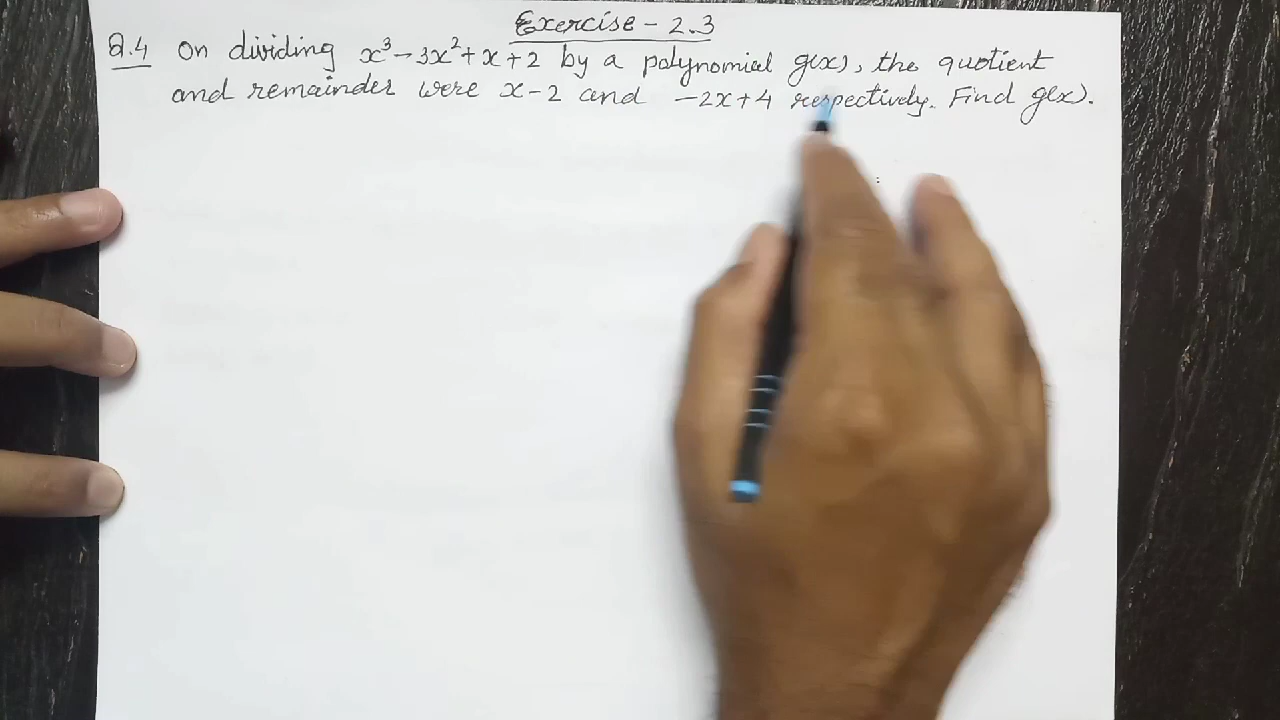 Exercise - 2.3
Q.4 on dividing x³-3x²+x+2 by a polynomial g(x), the quotient
and remainder were x-2 and -2x+4 respectively. Find g(x).